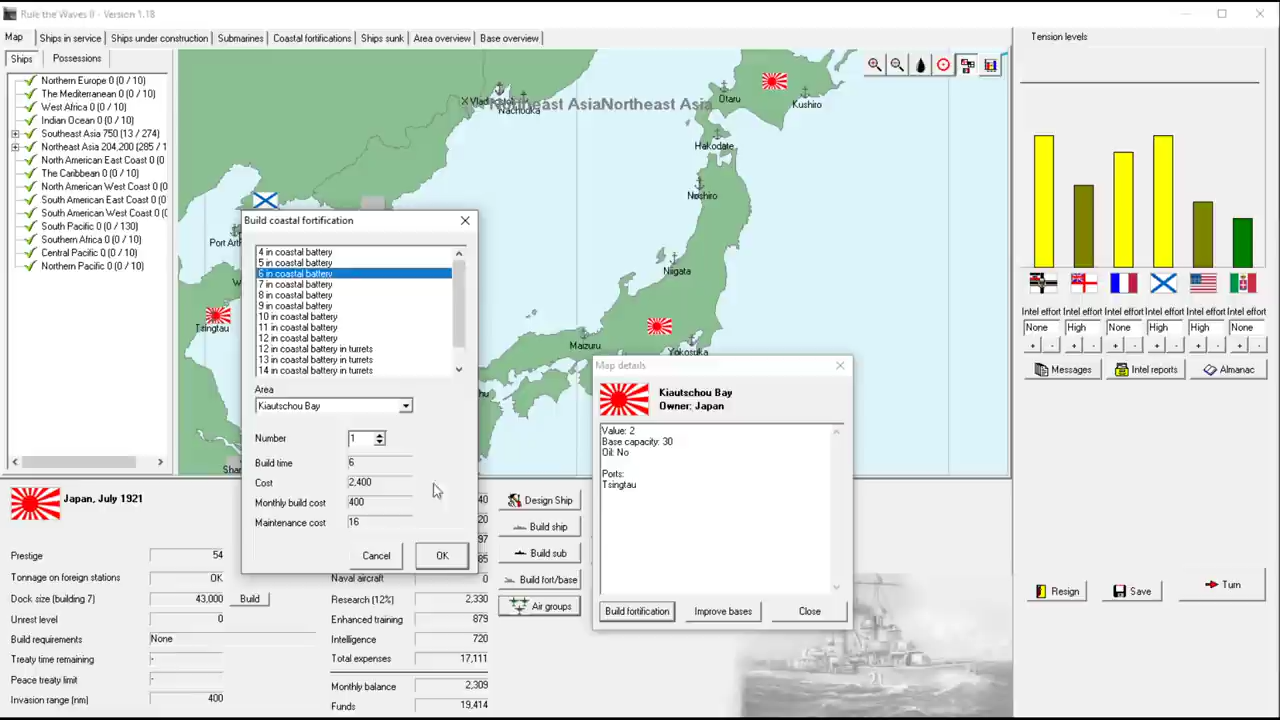 Rule the Waves II - Version 1.18
Map
Ships in service
Ships under construction
Submarines
Coastal fortifications
Ships sunk
Area overview
Base overview
Ships
Possessions
Northern Europe 0 (0 / 10)
The Mediterranean 0 (0 / 10)
West Africa 0 (0 / 10)
Indian Ocean 0 (0 / 10)
Southeast Asia 750 (13 / 274)
Northeast Asia 204,200 (285 / 1
North American East Coast 0 (0
The Caribbean 0 (0 / 10)
North American West Coast 0 (0
South American East Coast 0 (0
South American West Coast 0 (0
South Pacific 0 (0 / 130)
Southern Africa 0 (0 / 10)
Central Pacific 0 (0 / 10)
Northern Pacific 0 (0 / 10)
Northeast Asia
Nachodka
Otaru
Kushiro
Hakodate
Noshiro
Niigata
Maizuru
Yokosuka
Port Arth
Tsingtau
Build coastal fortification
4 in coastal battery
5 in coastal battery
6 in coastal battery
7 in coastal battery
8 in coastal battery
9 in coastal battery
10 in coastal battery
11 in coastal battery
12 in coastal battery
12 in coastal battery in turrets
13 in coastal battery in turrets
14 in coastal battery in turrets
Area
Kiautschou Bay
Number 1
Build time 6
Cost 2,400
Monthly build cost 400
Maintenance cost 16
Cancel
OK
Map details
Kiautschou Bay
Owner: Japan
Value: 2
Base capacity: 30
Oil: No
Ports:
Tsingtau
Build fortification
Improve bases
Close
Tension levels
Intel effort Intel effort Intel effort Intel effort Intel effort Intel effort
None High None High High None
+ - + - + - + - + - + -
Messages
Intel reports
Almanac
Resign
Save
Turn
Japan, July 1921
Prestige 54
Tonnage on foreign stations OK
Dock size (building 7) 43,000 Build
Unrest level 0
Build requirements None
Treaty time remaining -
Peace treaty limit -
Invasion range (nm) 400
Naval aircraft 0
Research (12%) 2,330
Enhanced training 879
Intelligence 720
Total expenses 17,111
Monthly balance 2,309
Funds 19,414
Design Ship
Build ship
Build sub
Build fort/base
Air groups